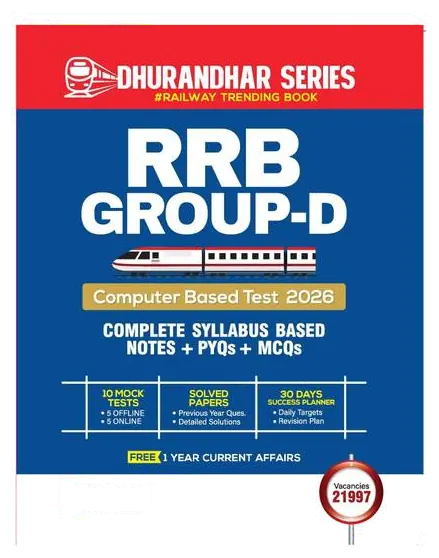 DHURANDHAR SERIES
#RAILWAY TRENDING BOOK
RRB
GROUP-D
Computer Based Test 2026
COMPLETE SYLLABUS BASED
NOTES + PYQs + MCQs
10 MOCK
TESTS
• 5 OFFLINE
• 5 ONLINE
SOLVED
PAPERS
• Previous Year Ques.
• Detailed Solutions
30 DAYS
SUCCESS PLANNER
• Daily Targets
• Revision Plan
FREE 1 YEAR CURRENT AFFAIRS
Vacancies
21997